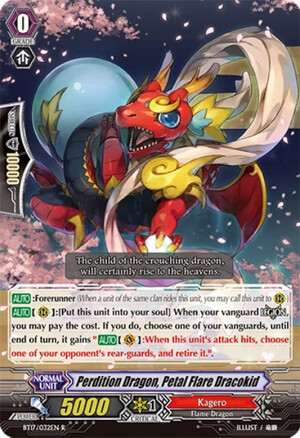 0
GRADE
SHIELD
10000
The child of the crouching dragon,
will certainly rise to the heavens.
AUTO :Forerunner (When a unit of the same clan rides this unit, you may call this unit to )
AUTO [ ]:[Put this unit into your soul] When your vanguard LEGION,
you may pay the cost. If you do, choose one of your vanguards, until
end of turn, it gains " AUTO [ ]:When this unit's attack hits, choose
one of your opponent's rear-guards, and retire it.".
NORMAL UNIT
Perdition Dragon, Petal Flare Dracokid
POWER
5000
1
CRITICAL
Kagero
Flame Dragon
BT17/032EN R
ILLUST /